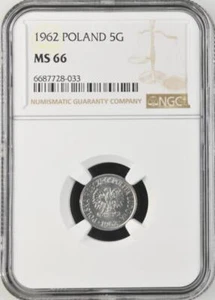 1962 POLAND 5G
MS 66
6687728-033
NUMISMATIC GUARANTY COMPANY
NGC